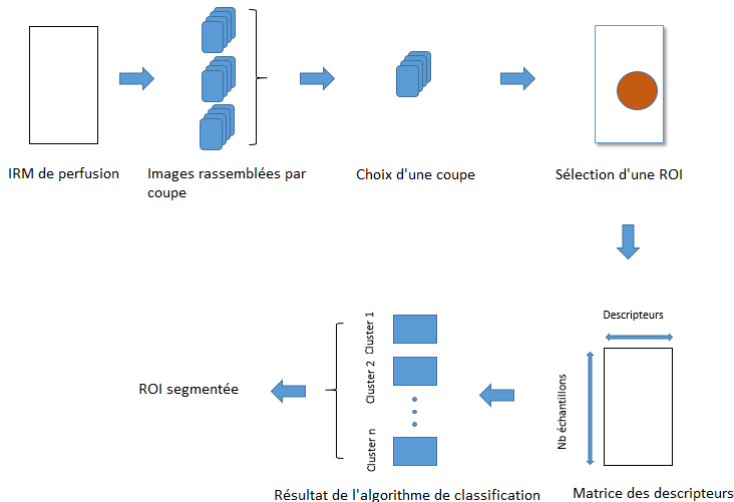 IRM de perfusion
Images rassemblées par
coupe
Choix d'une coupe
Sélection d'une ROI
Descripteurs
Nb échantillons
Matrice des descripteurs
Cluster 1
Cluster 2
Cluster n
Résultat de l'algorithme de classification
ROI segmentée